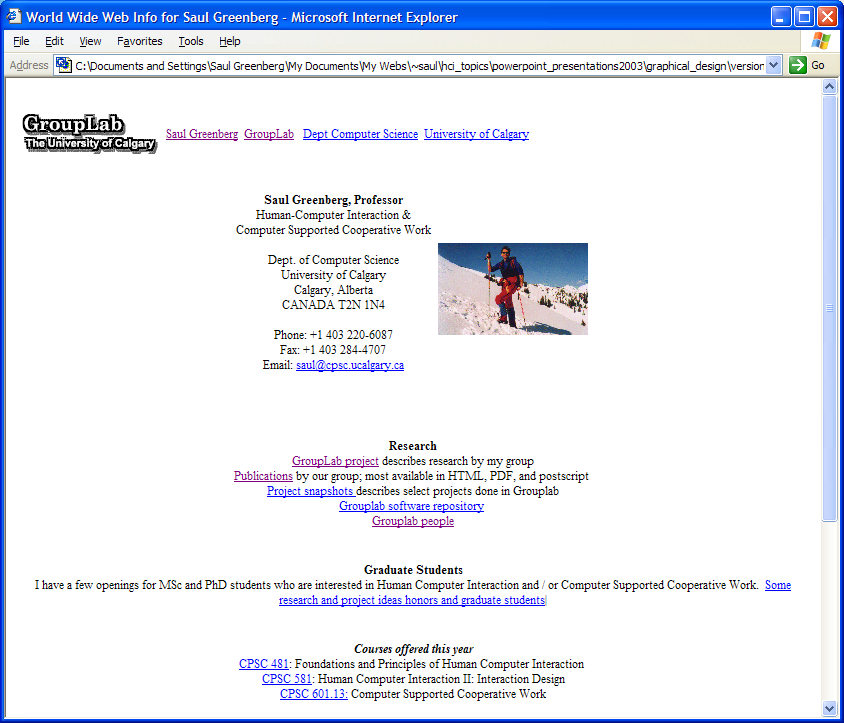 World Wide Web Info for Saul Greenberg - Microsoft Internet Explorer
File Edit View Favorites Tools Help
Address C:\Documents and Settings\Saul Greenberg\My Documents\My Webs\~saul\hci_topics\powerpoint_presentations2003\graphical_design\version Go
GroupLab
The University of Calgary
Saul Greenberg GroupLab Dept Computer Science University of Calgary
Saul Greenberg, Professor
Human-Computer Interaction &
Computer Supported Cooperative Work
Dept. of Computer Science
University of Calgary
Calgary, Alberta
CANADA T2N 1N4
Phone: +1 403 220-6087
Fax: +1 403 284-4707
Email: saul@cpsc.ucalgary.ca
Research
GroupLab project describes research by my group
Publications by our group; most available in HTML, PDF, and postscript
Project snapshots describes select projects done in Grouplab
Grouplab software repository
Grouplab people
Graduate Students
I have a few openings for MSc and PhD students who are interested in Human Computer Interaction and / or Computer Supported Cooperative Work. Some
research and project ideas honors and graduate students
Courses offered this year
CPSC 481: Foundations and Principles of Human Computer Interaction
CPSC 581: Human Computer Interaction II: Interaction Design
CPSC 601.13: Computer Supported Cooperative Work